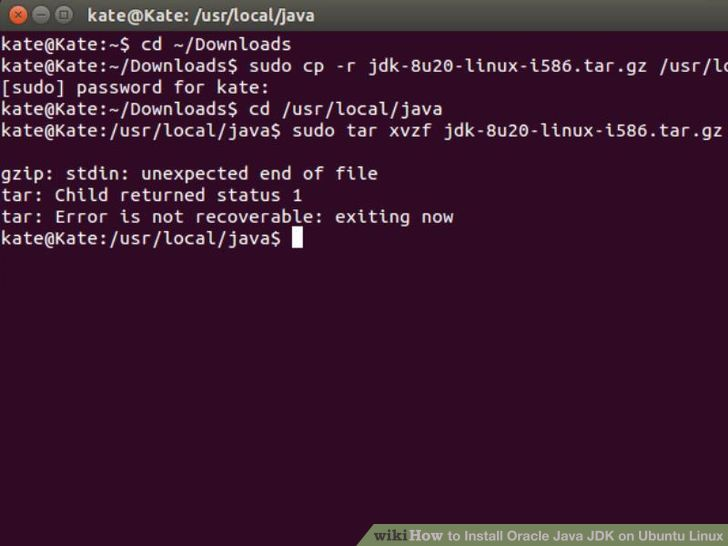 kate@Kate: /usr/local/java
kate@Kate:~$ cd ~/Downloads
kate@Kate:~/Downloads$ sudo cp -r jdk-8u20-linux-i586.tar.gz /usr/lo
[sudo] password for kate:
kate@Kate:~/Downloads$ cd /usr/local/java
kate@Kate:/usr/local/java$ sudo tar xvzf jdk-8u20-linux-i586.tar.gz
gzip: stdin: unexpected end of file
tar: Child returned status 1
tar: Error is not recoverable: exiting now
kate@Kate:/usr/local/java$
wikiHow to Install Oracle Java JDK on Ubuntu Linux